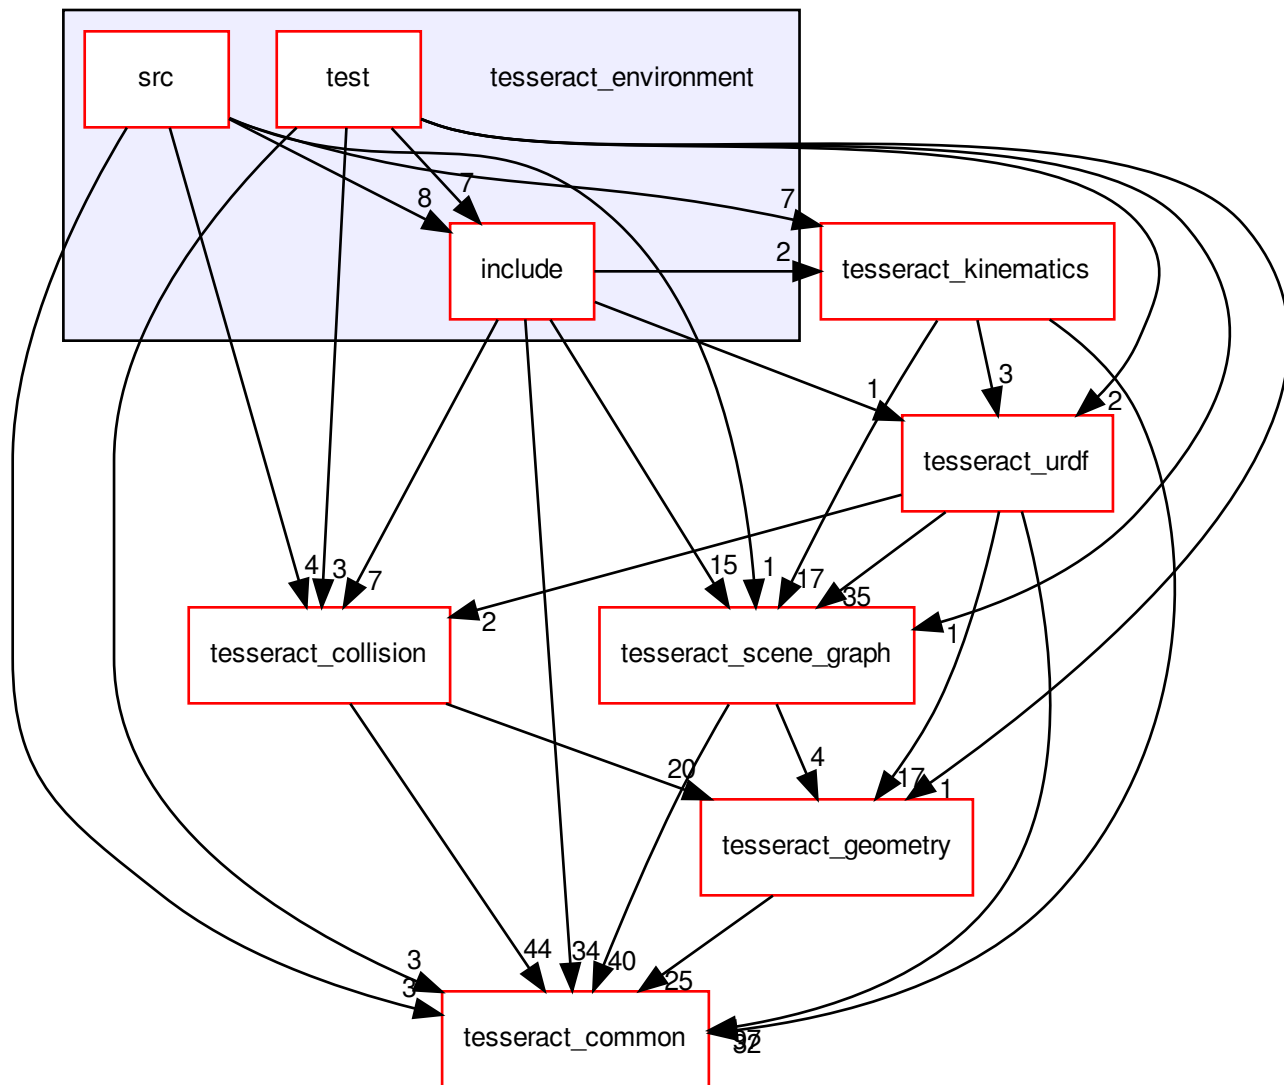 src
test
tesseract_environment
8
7
7
2
include
tesseract_kinematics
1
3
2
tesseract_urdf
4
3
7
2
15
1
17
35
1
tesseract_collision
tesseract_scene_graph
20
4
17
1
tesseract_geometry
3
3
44
34
40
25
tesseract_common